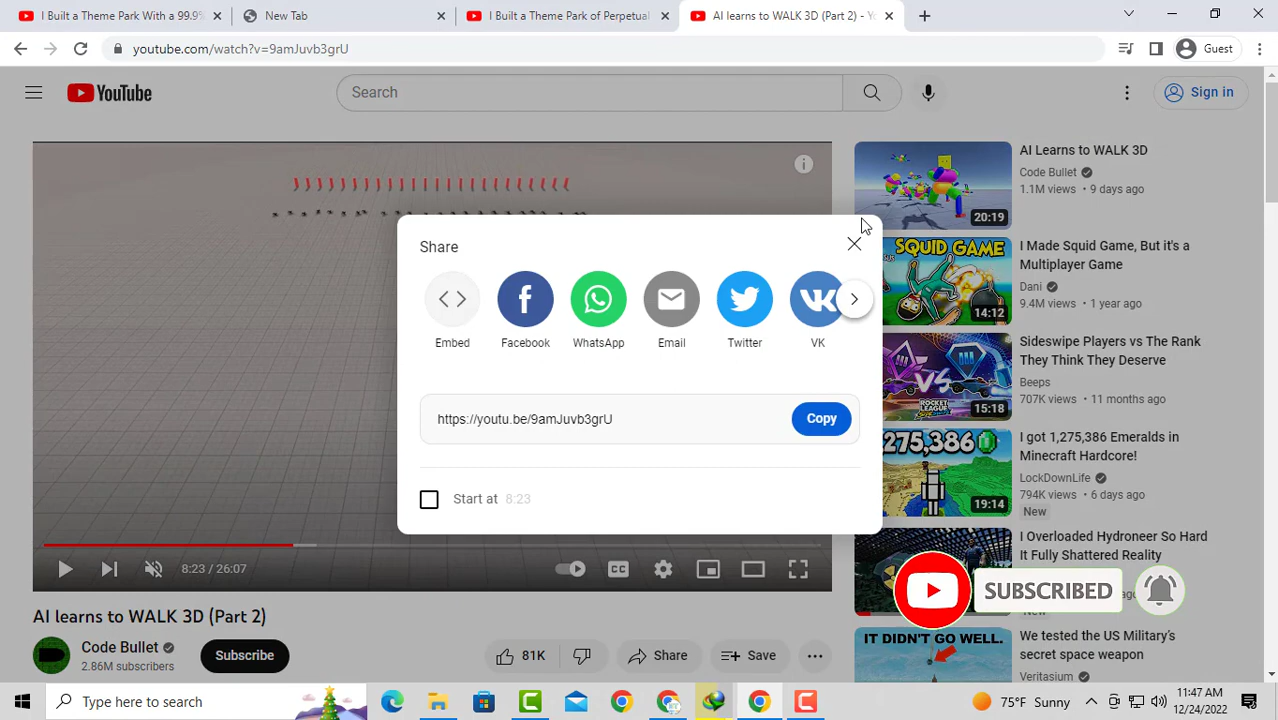 I Built a Theme Park With a 99.9%
New Tab
I Built a Theme Park of Perpetual
AI learns to WALK 3D (Part 2) - Yo
youtube.com/watch?v=9amJuvb3grU
Guest
YouTube
Search
Sign in
Share
Embed
Facebook
WhatsApp
Email
Twitter
VK
https://youtu.be/9amJuvb3grU
Copy
Start at 8:23
8:23 / 26:07
AI learns to WALK 3D (Part 2)
Code Bullet
2.86M subscribers
Subscribe
81K
Share
Save
20:19
AI Learns to WALK 3D
Code Bullet
1.1M views • 9 days ago
SQUID GAME
14:12
I Made Squid Game, But it's a
Multiplayer Game
Dani
9.4M views • 1 year ago
VS
15:18
Sideswipe Players vs The Rank
They Think They Deserve
Beeps
707K views • 11 months ago
275,386
19:14
I got 1,275,386 Emeralds in
Minecraft Hardcore!
LockDownLife
794K views • 6 days ago
New
I Overloaded Hydroneer So Hard
It Fully Shattered Reality
SUBSCRIBED
IT DIDN'T GO WELL.
We tested the US Military's
secret space weapon
Veritasium
Type here to search
75°F Sunny
11:47 AM
12/24/2022